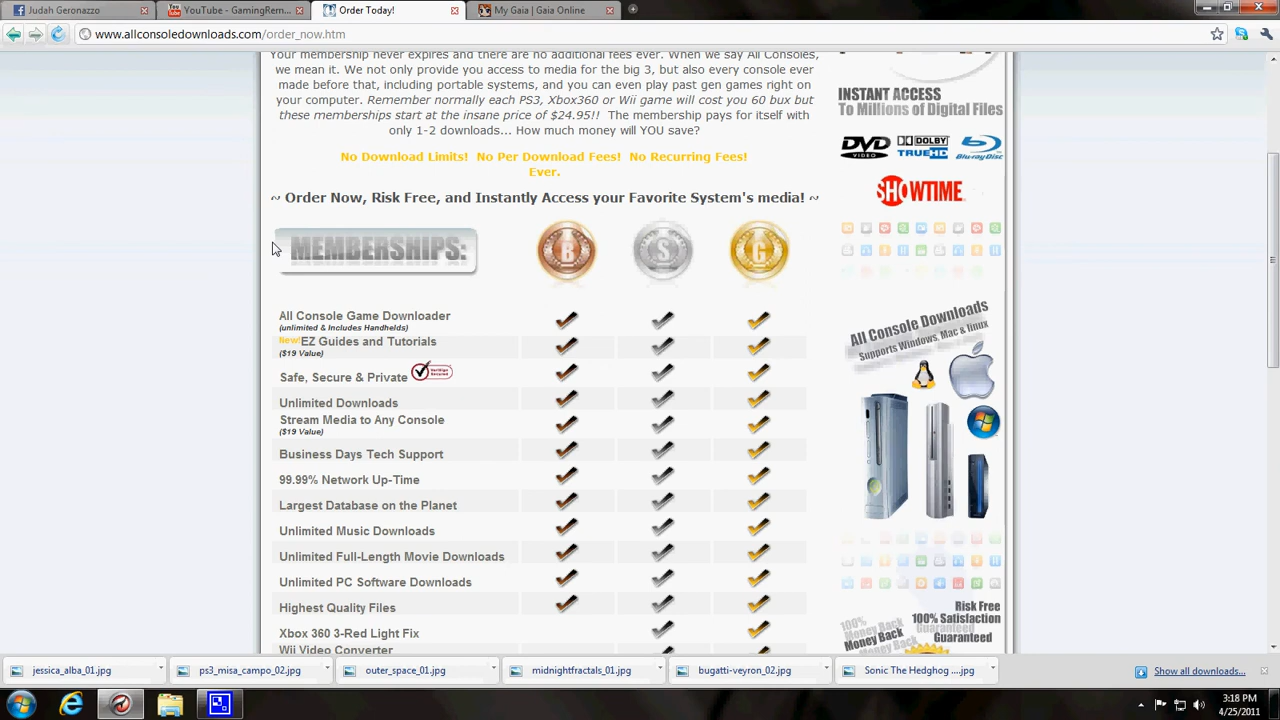 Judah Geronazzo
YouTube - GamingRem...
Order Today!
My Gaia | Gaia Online
www.allconsoledownloads.com/order_now.htm
Your membership never expires and there are no additional fees ever. When we say All Consoles,
we mean it. We not only provide you access to media for the big 3, but also every console ever
made before that, including portable systems, and you can even play past gen games right on
your computer. Remember normally each PS3, Xbox360 or Wii game will cost you 60 bux but
these memberships start at the insane price of $24.95!! The membership pays for itself with
only 1-2 downloads... How much money will YOU save?
No Download Limits! No Per Download Fees! No Recurring Fees!
Ever.
~ Order Now, Risk Free, and Instantly Access your Favorite System's media! ~
MEMBERSHIPS:
B
S
G
All Console Game Downloader
(unlimited & Includes Handhelds)
New!EZ Guides and Tutorials
($19 Value)
Safe, Secure & Private
Unlimited Downloads
Stream Media to Any Console
($19 Value)
Business Days Tech Support
99.99% Network Up-Time
Largest Database on the Planet
Unlimited Music Downloads
Unlimited Full-Length Movie Downloads
Unlimited PC Software Downloads
Highest Quality Files
Xbox 360 3-Red Light Fix
Wii Video Converter
INSTANT ACCESS
To Millions of Digital Files
DVD
VIDEO
DOLBY
TRUEHD
Blu-ray Disc
SHOWTIME
All Console Downloads
Supports Windows, Mac & linux
Risk Free
100% Satisfaction
Guaranteed
Guaranteed
100%
Money Back
Money Back
jessica_alba_01.jpg
ps3_misa_campo_02.jpg
outer_space_01.jpg
midnightfractals_01.jpg
bugatti-veyron_02.jpg
Sonic The Hedghog ....jpg
Show all downloads...
3:18 PM
4/25/2011